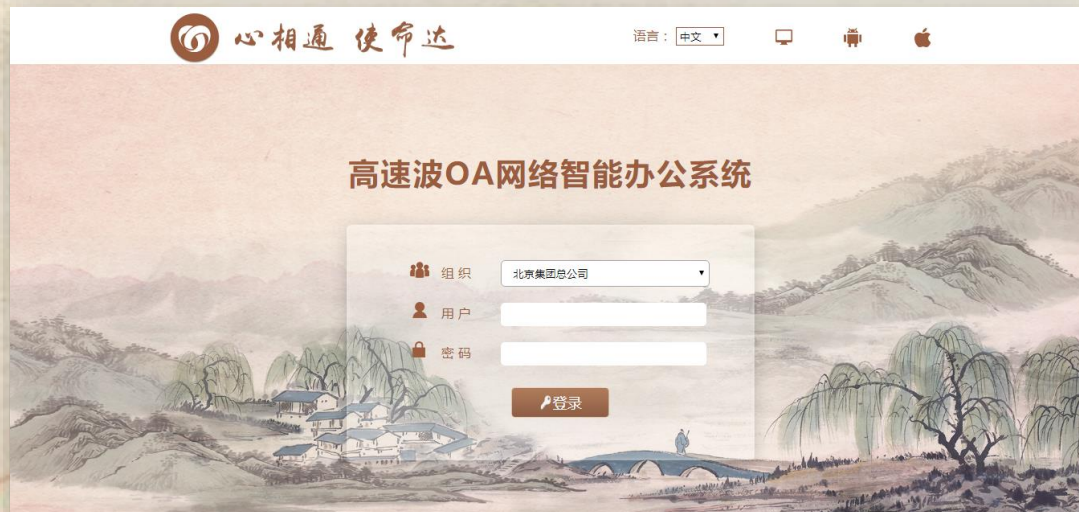 心相通 使命达
语言： 中文
高速波OA网络智能办公系统
组 织 北京集团总公司
用 户
密 码
登录